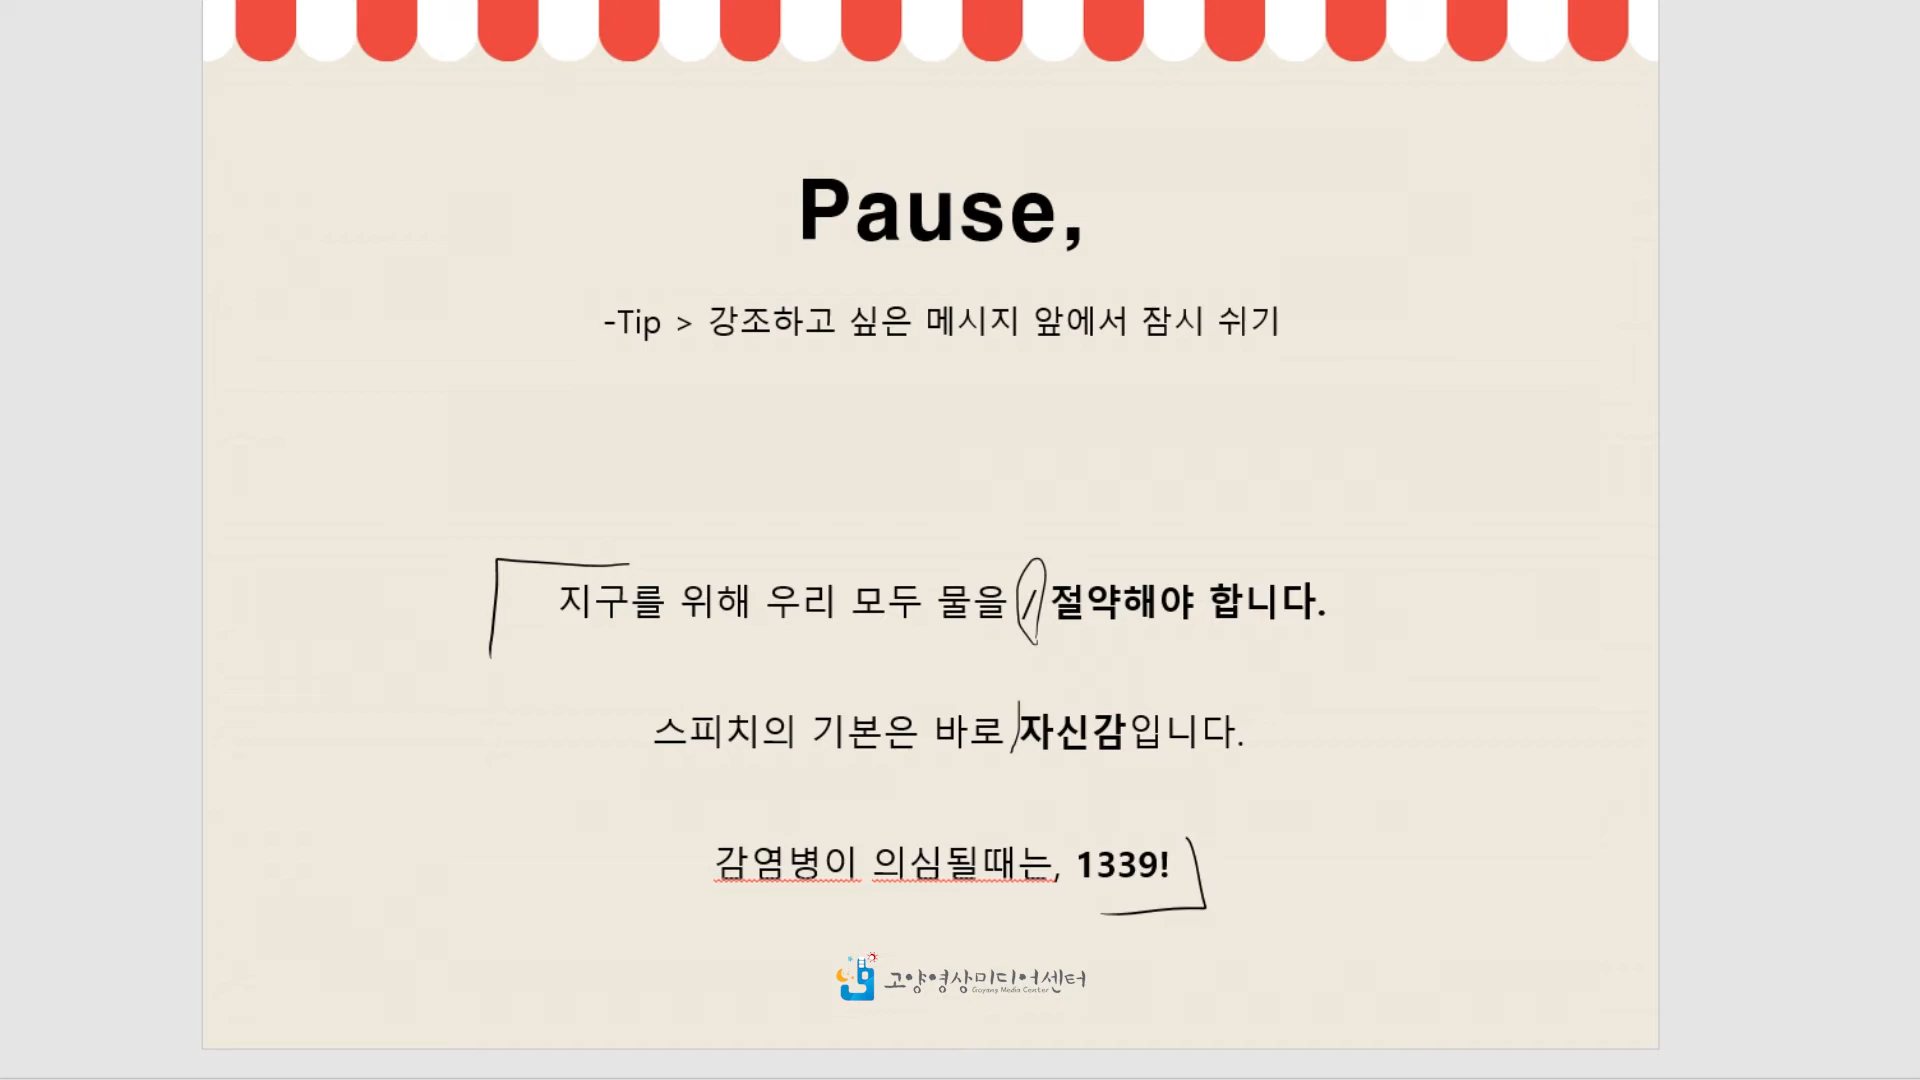 Pause,
-Tip > 강조하고 싶은 메시지 앞에서 잠시 쉬기
지구를 위해 우리 모두 물을 / 절약해야 합니다.
스피치의 기본은 바로 /자신감입니다.
감염병이 의심될때는, 1339!
고양영상미디어센터
Goyang Media Center